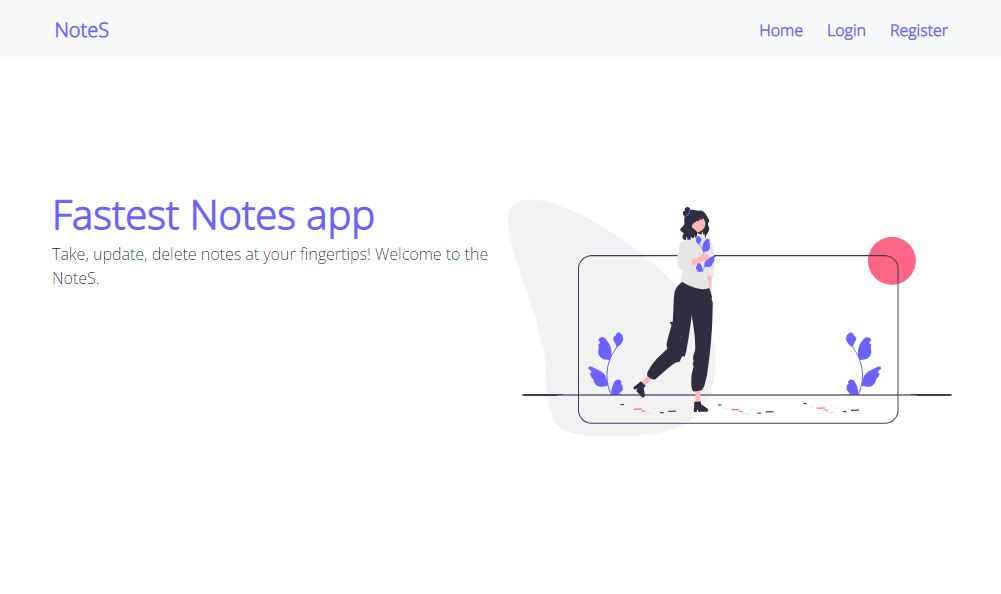 NoteS
Home Login Register
Fastest Notes app
Take, update, delete notes at your fingertips! Welcome to the
NoteS.